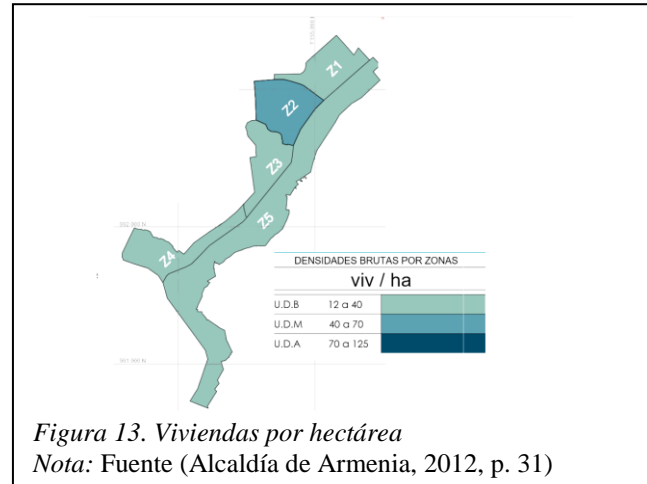 Z1
Z2
Z3
Z5
Z4
DENSIDADES BRUTAS POR ZONAS
viv / ha
U.D.B 12 a 40
U.D.M 40 a 70
U.D.A 70 a 125
Figura 13. Viviendas por hectárea
Nota: Fuente (Alcaldía de Armenia, 2012, p. 31)